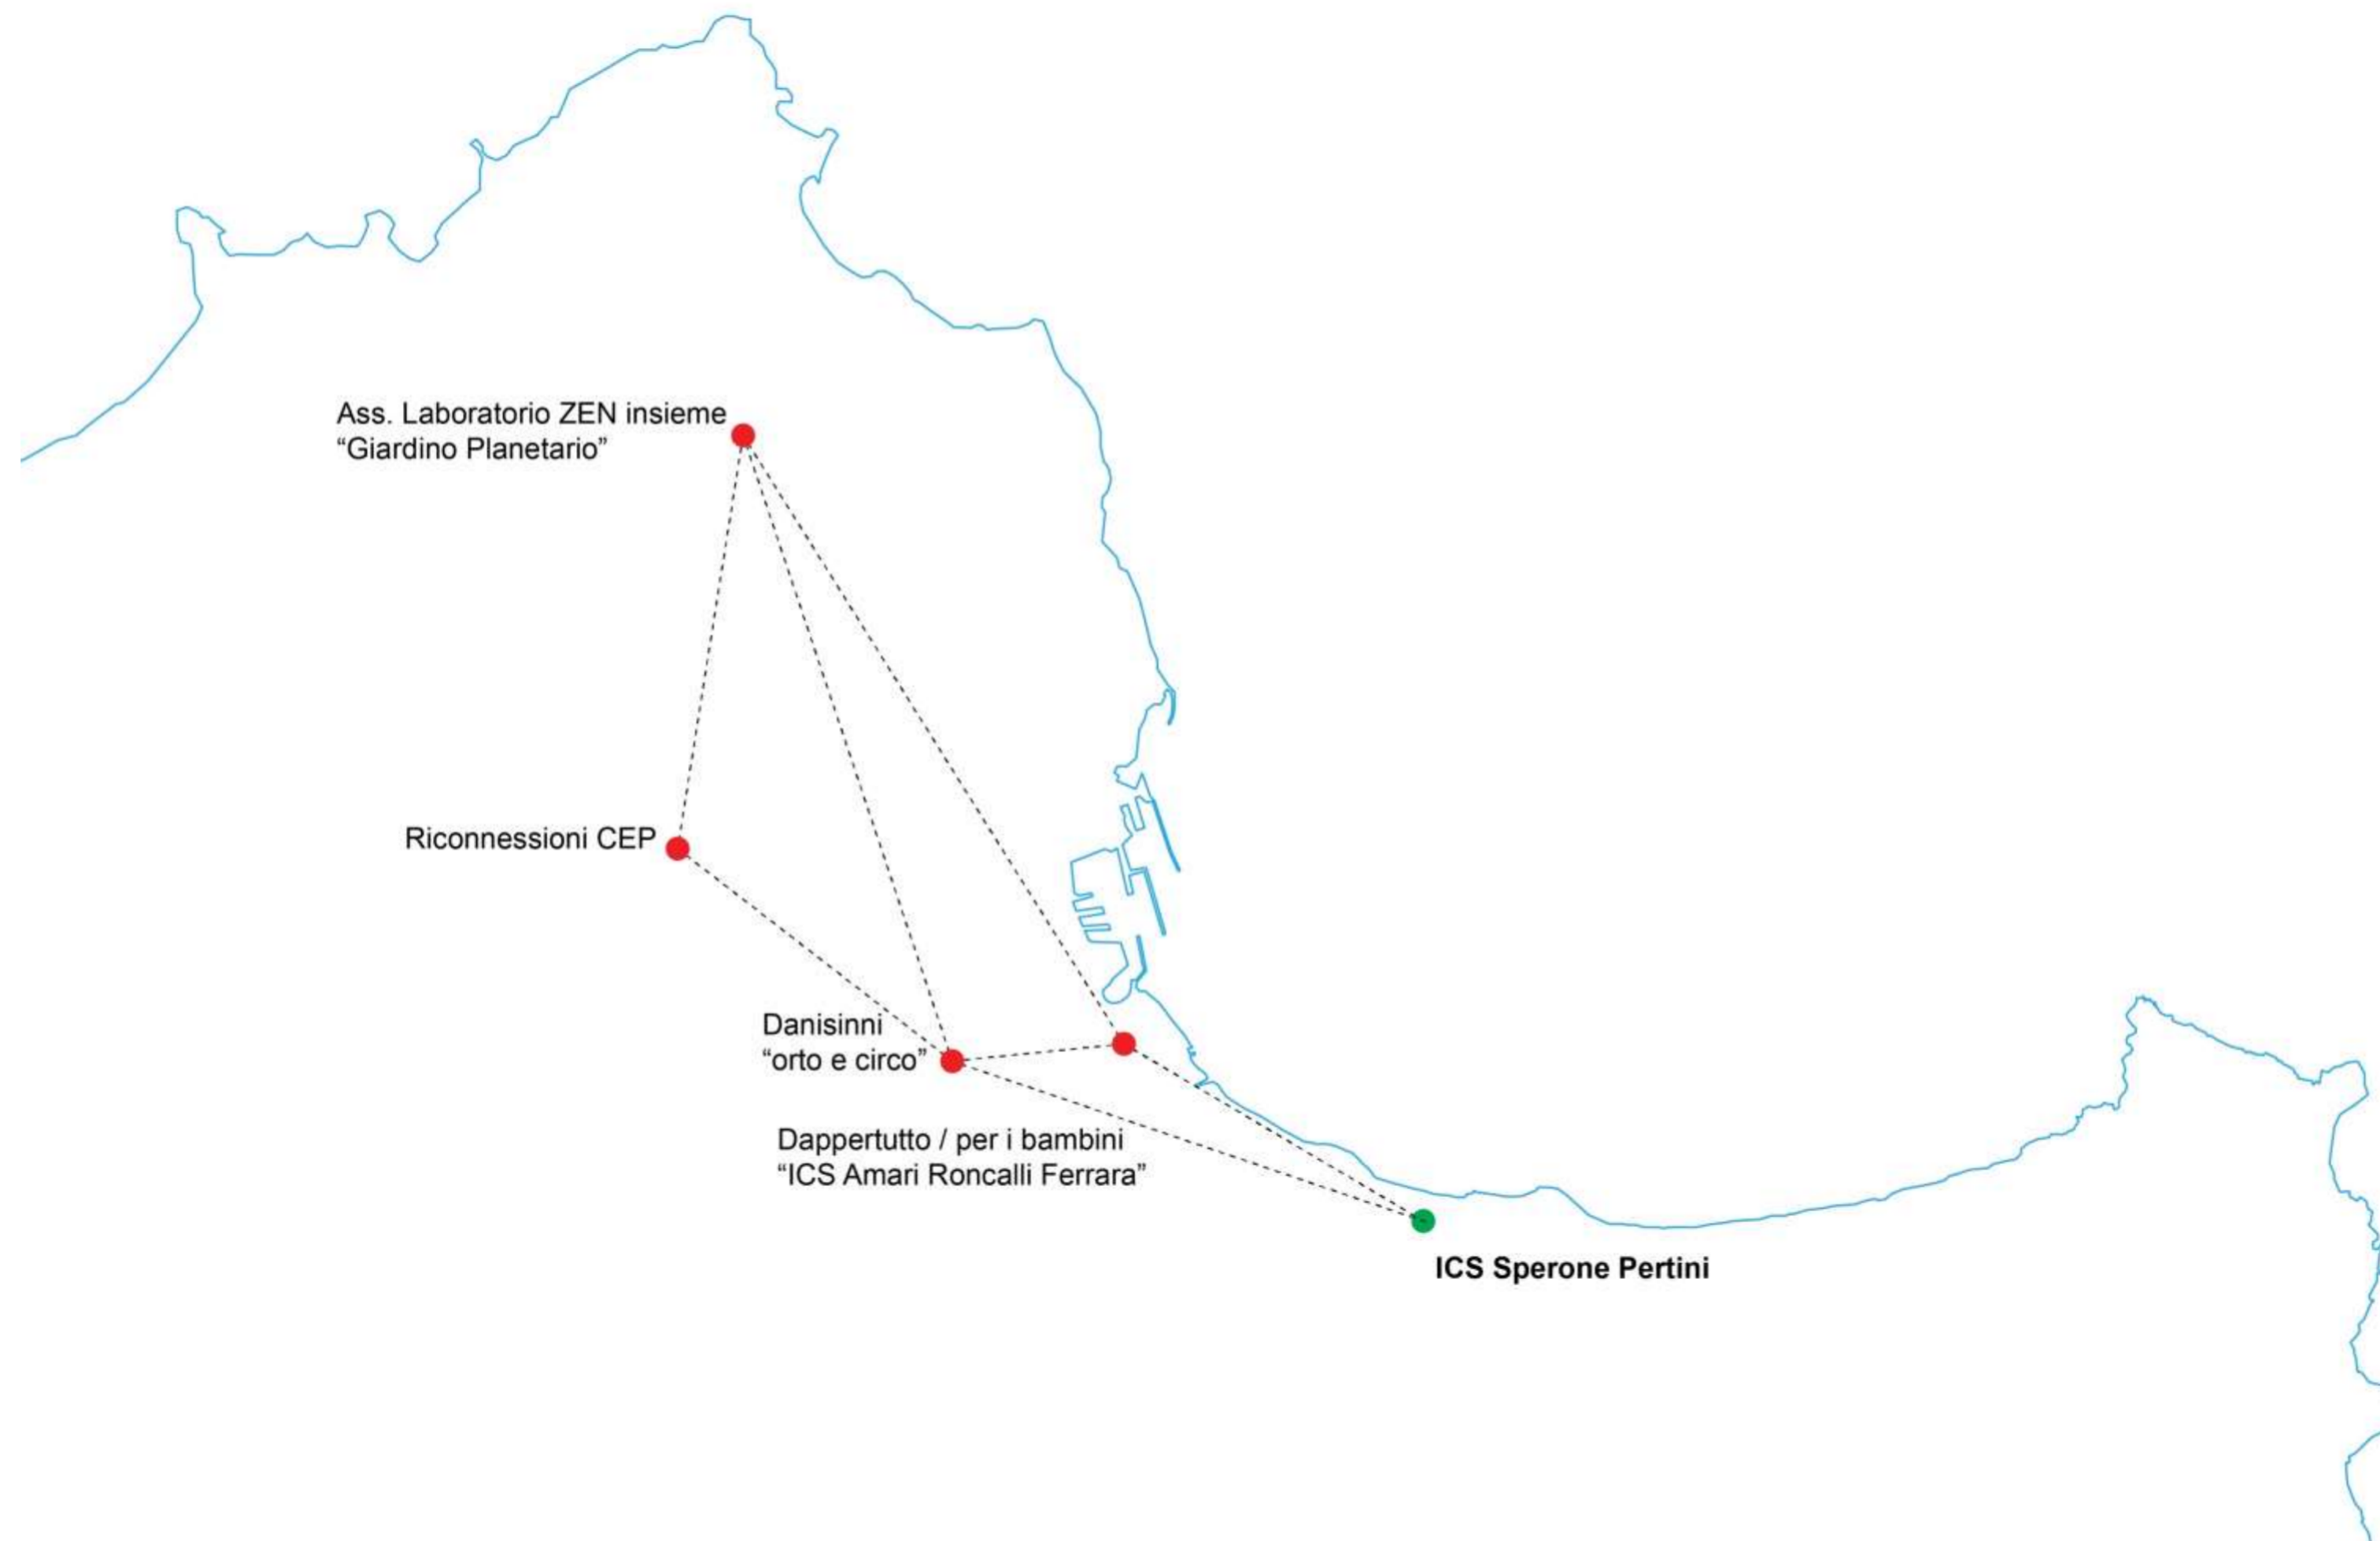 Ass. Laboratorio ZEN insieme
“Giardino Planetario”
Riconnessioni CEP
Danisinni
“orto e circo”
Dappertutto / per i bambini
“ICS Amari Roncalli Ferrara”
ICS Sperone Pertini